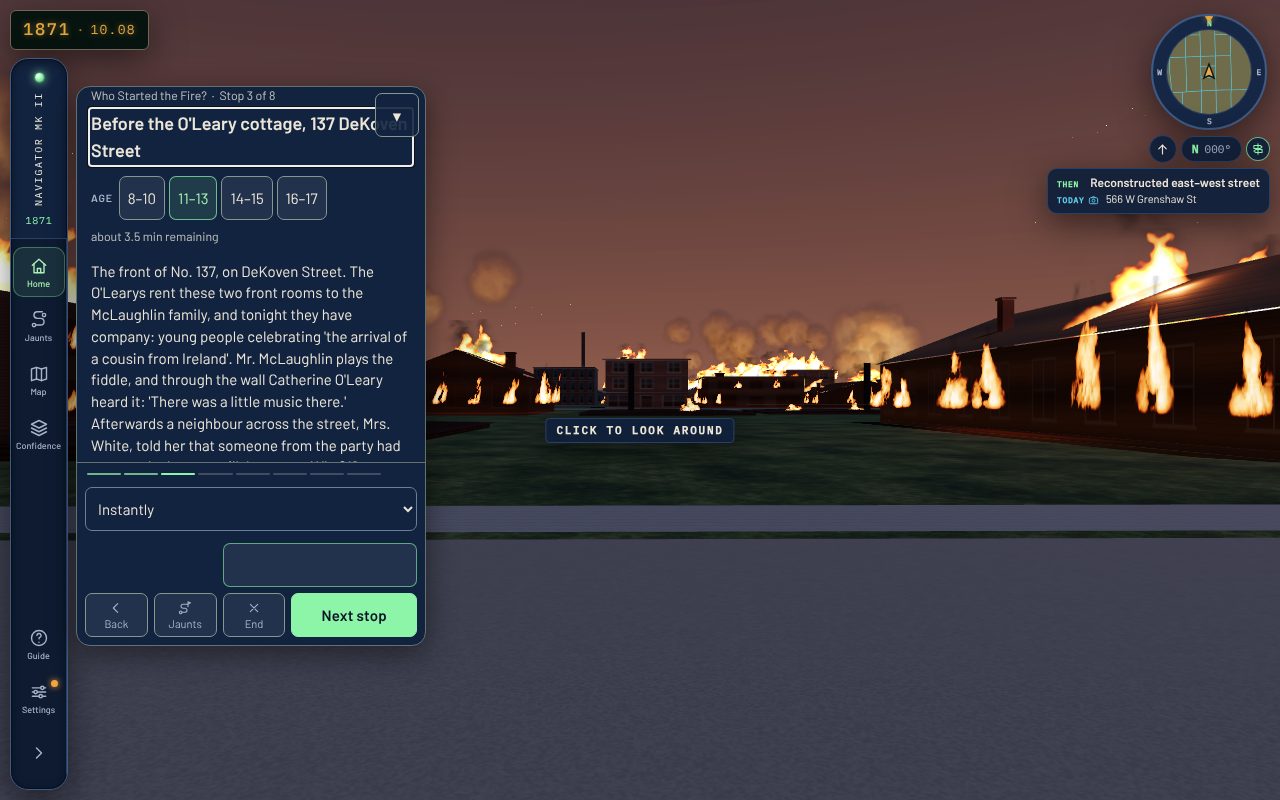 1871 · 10.08
NAVIGATOR MK II
1871
Home
Jaunts
Map
Confidence
Guide
Settings
Who Started the Fire? · Stop 3 of 8
Before the O'Leary cottage, 137 DeKoven
Street
▼
AGE 8–10 11–13 14–15 16–17
about 3.5 min remaining
The front of No. 137, on DeKoven Street. The
O'Learys rent these two front rooms to the
McLaughlin family, and tonight they have
company: young people celebrating 'the arrival of
a cousin from Ireland'. Mr. McLaughlin plays the
fiddle, and through the wall Catherine O'Leary
heard it: 'There was a little music there.'
Afterwards a neighbour across the street, Mrs.
White, told her that someone from the party had
Instantly
Back
Jaunts
End
Next stop
CLICK TO LOOK AROUND
N
W
E
S
N 000°
THEN Reconstructed east-west street
TODAY 566 W Grenshaw St